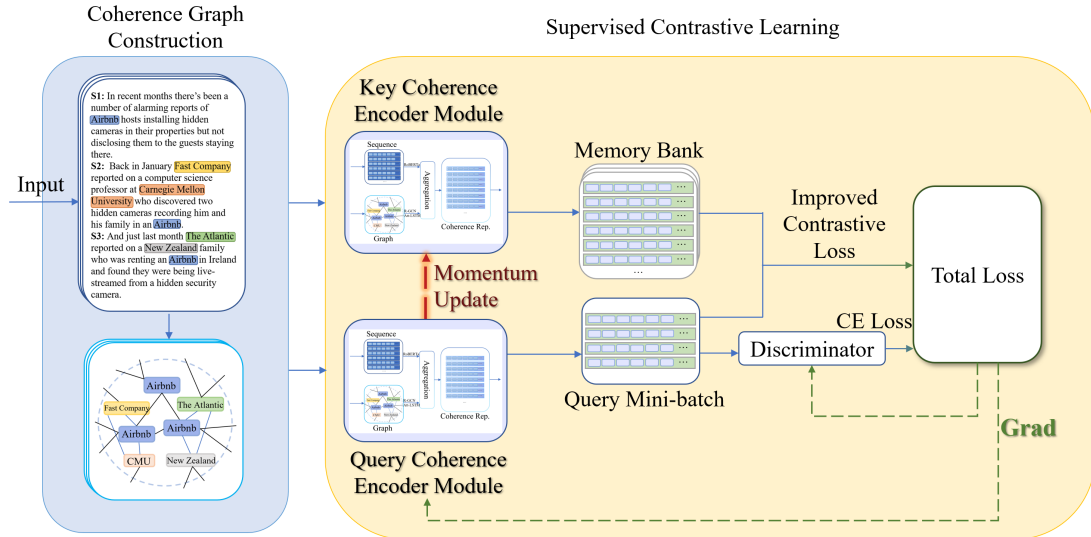 Coherence Graph
Construction
Supervised Contrastive Learning
Input
S1: In recent months there's been a
number of alarming reports of
Airbnb hosts installing hidden
cameras in their properties but not
disclosing them to the guests staying
there.
S2: Back in January Fast Company
reported on a computer science
professor at Carnegie Mellon
University who discovered two
hidden cameras recording him and
his family in an Airbnb.
S3: And just last month The Atlantic
reported on a New Zealand family
who was renting an Airbnb in Ireland
and found they were being live-
streamed from a hidden security
camera.
Airbnb
Fast Company
The Atlantic
Airbnb
Airbnb
CMU
New Zealand
Key Coherence
Encoder Module
Sequence
Aggregation
Graph
Coherence Rep.
Momentum
Update
Sequence
Aggregation
Graph
Coherence Rep.
Query Coherence
Encoder Module
Memory Bank
...
Query Mini-batch
Improved
Contrastive
Loss
CE Loss
Discriminator
Total Loss
Grad